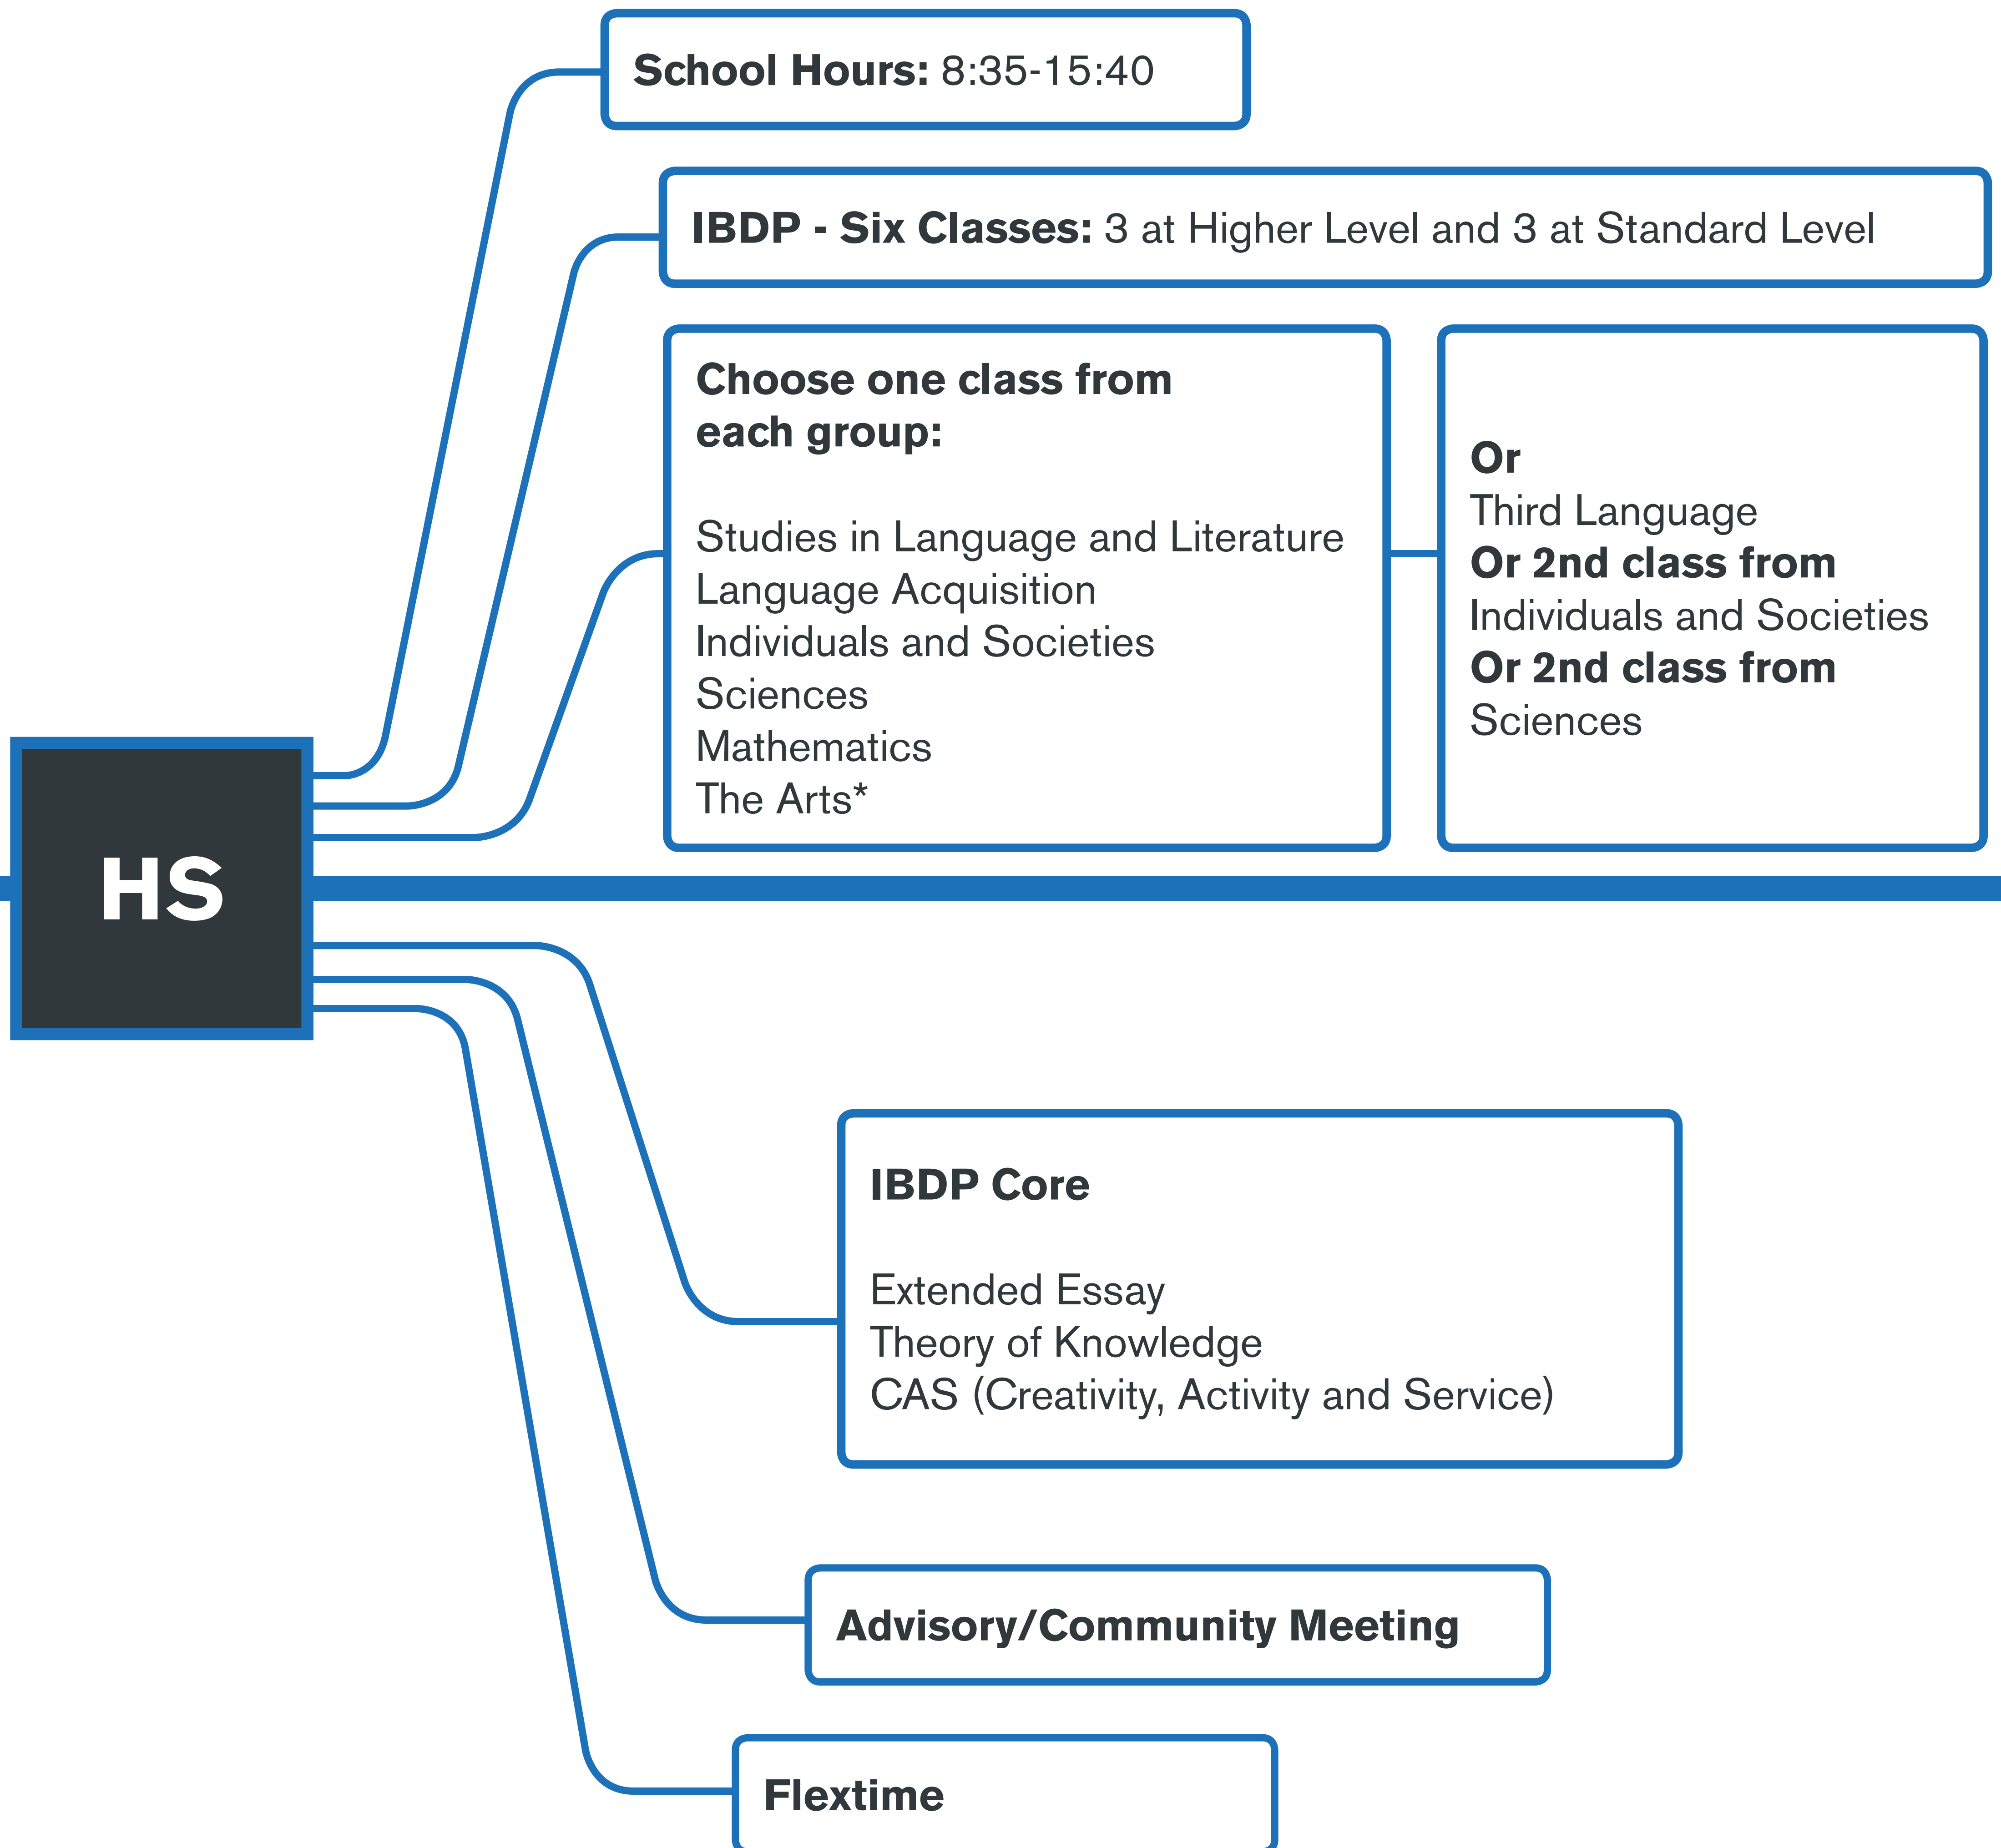 School Hours: 8:35-15:40
IBDP - Six Classes: 3 at Higher Level and 3 at Standard Level
Choose one class from
each group:
Studies in Language and Literature
Language Acquisition
Individuals and Societies
Sciences
Mathematics
The Arts*
Or
Third Language
Or 2nd class from
Individuals and Societies
Or 2nd class from
Sciences
HS
IBDP Core
Extended Essay
Theory of Knowledge
CAS (Creativity, Activity and Service)
Advisory/Community Meeting
Flextime